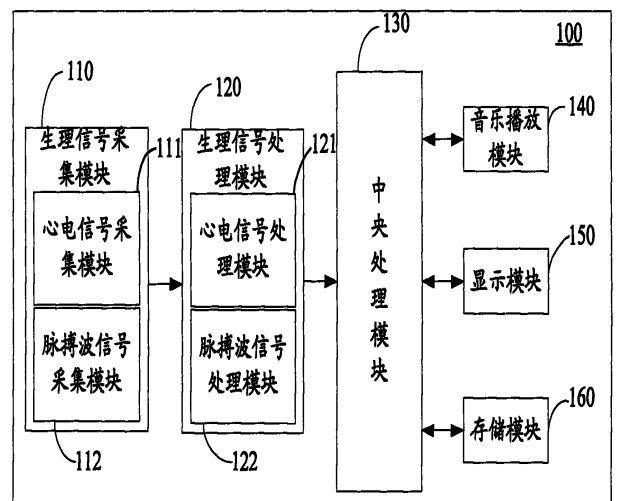 100
110
生理信号采
集模块
111
心电信号采
集模块
脉搏波信号
采集模块
112
120
生理信号处
理模块
121
心电信号处
理模块
脉搏波信号
处理模块
122
130
中
央
处
理
模
块
音乐播放
模块
140
显示模块
150
存储模块
160